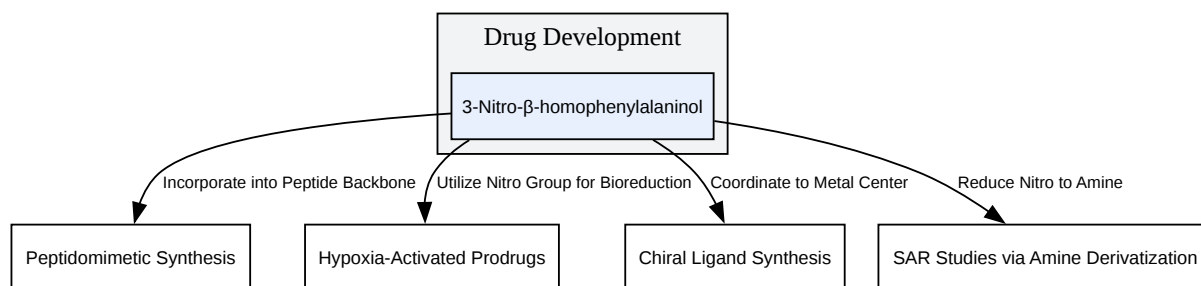 Drug Development
3-Nitro-β-homophenylalaninol
Incorporate into Peptide Backbone
Utilize Nitro Group for Bioreduction
Coordinate to Metal Center
Reduce Nitro to Amine
Peptidomimetic Synthesis
Hypoxia-Activated Prodrugs
Chiral Ligand Synthesis
SAR Studies via Amine Derivatization